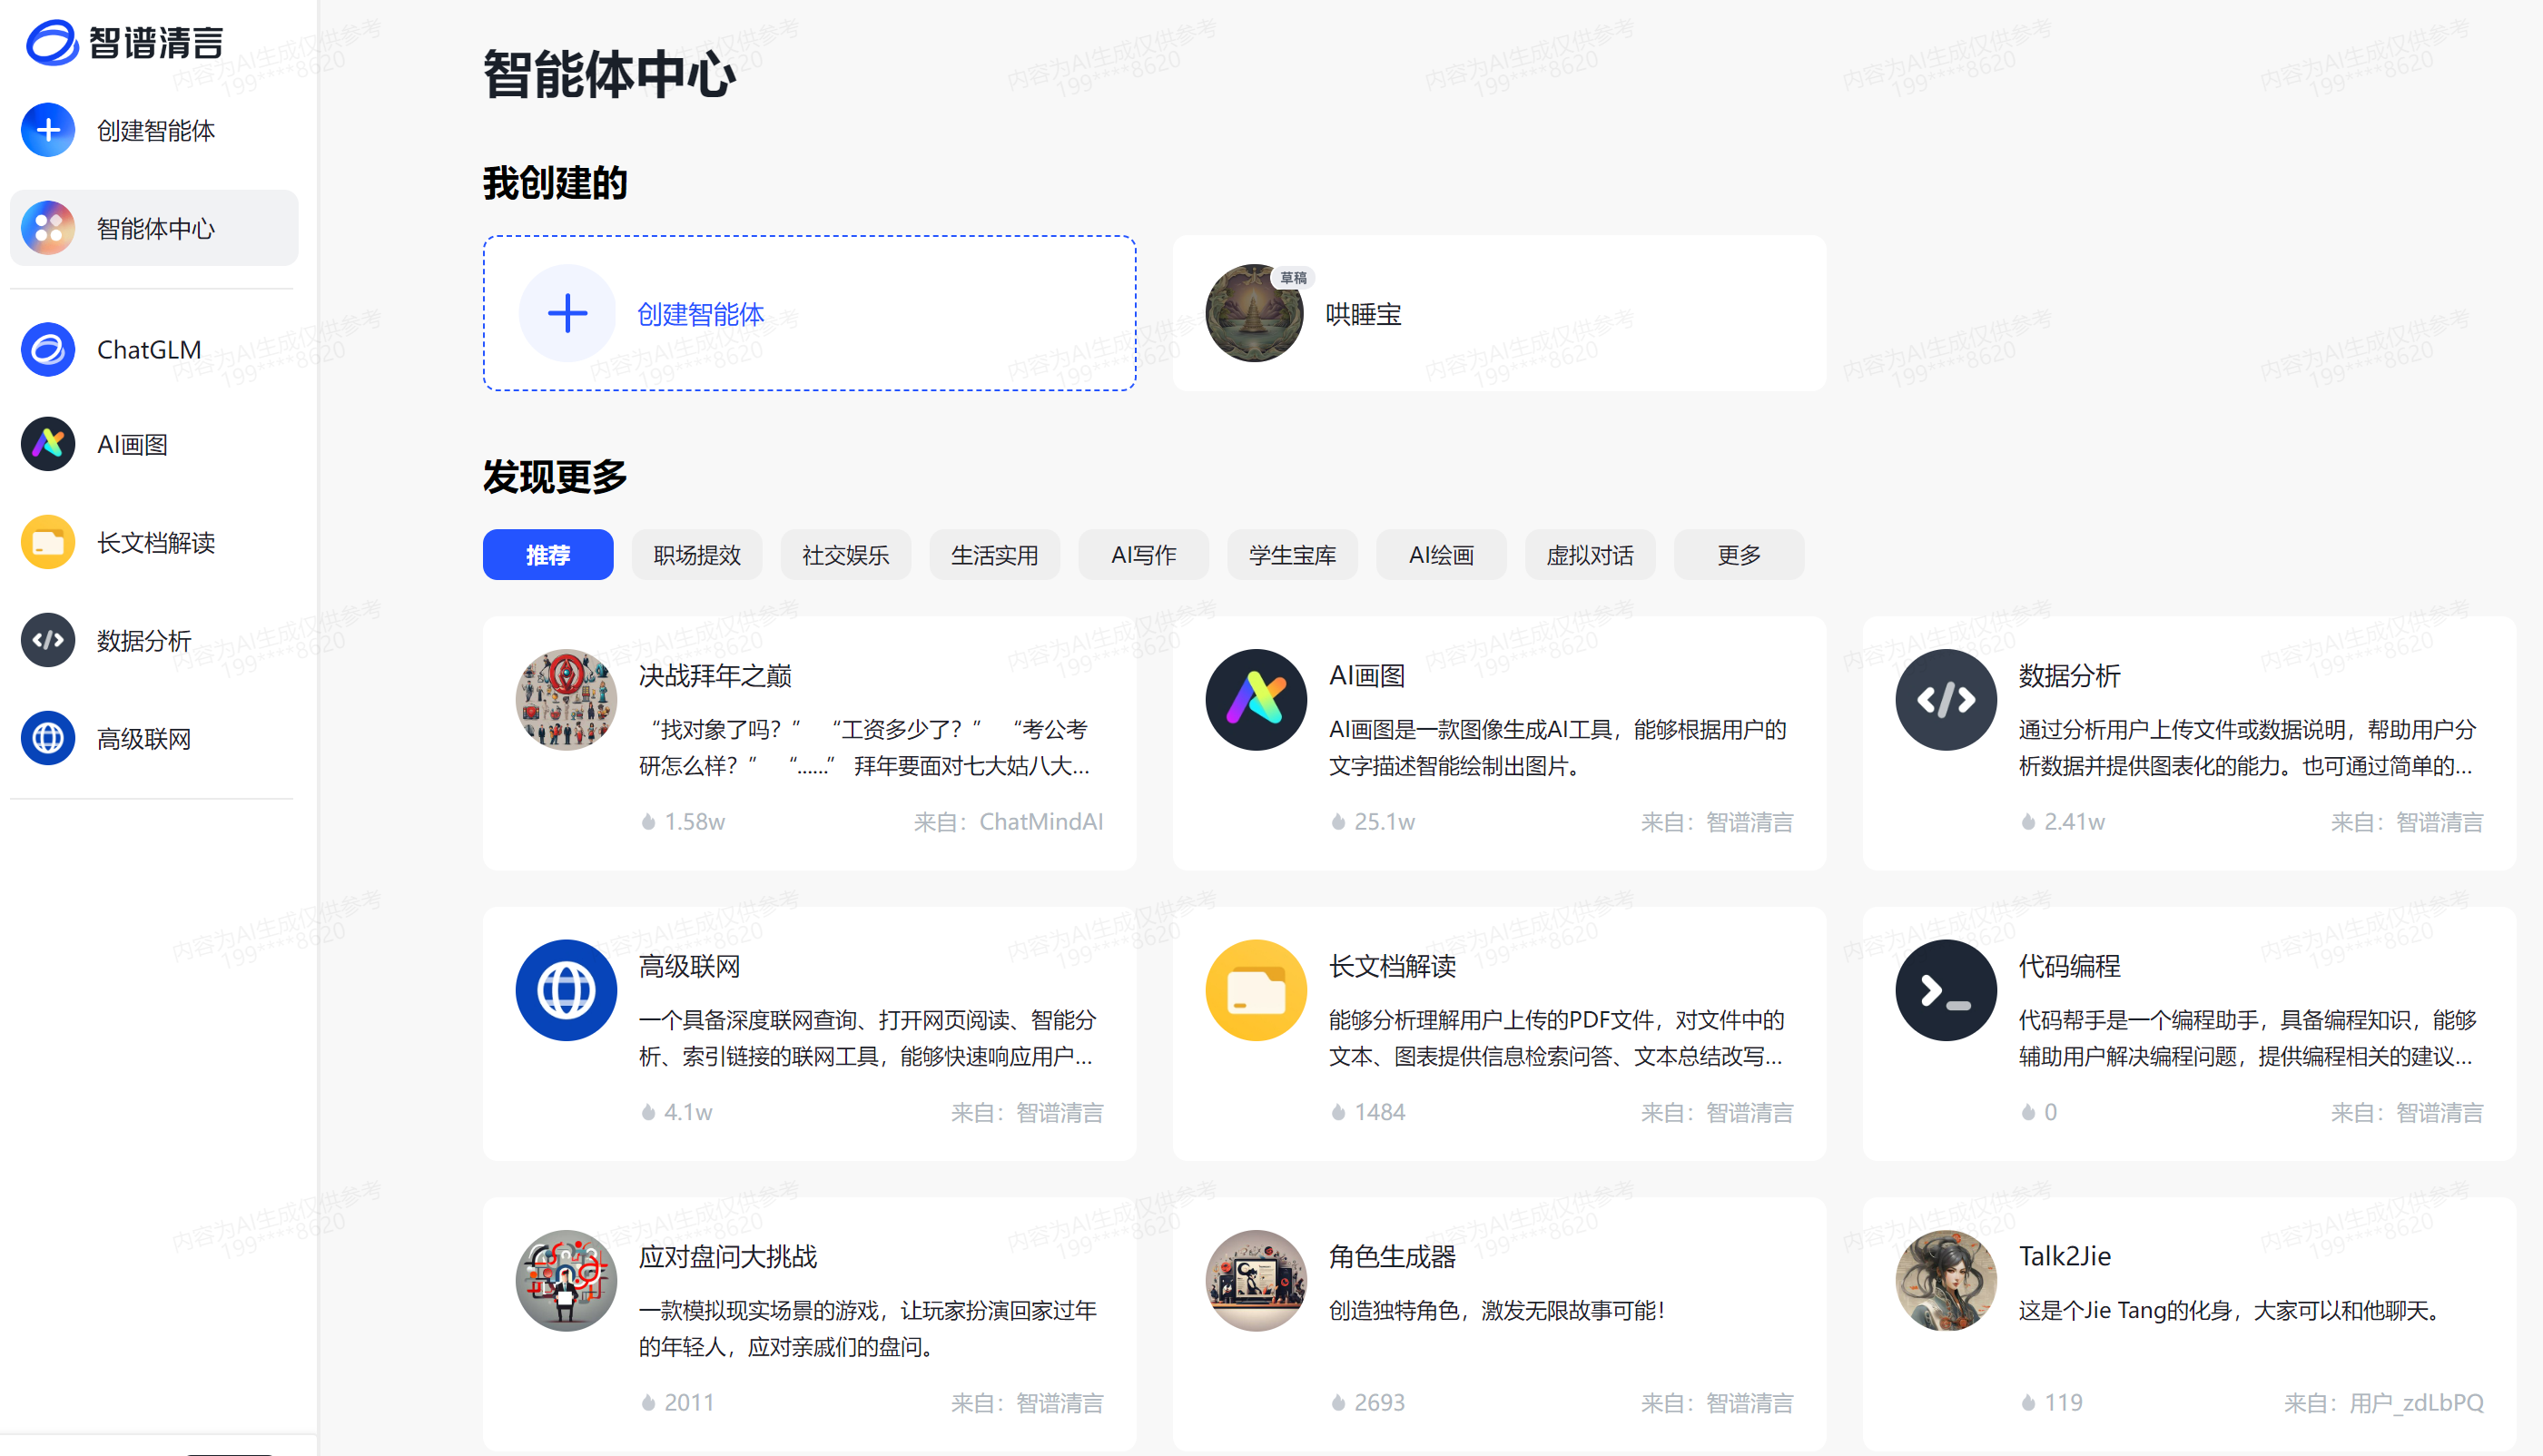 智谱清言
创建智能体
智能体中心
ChatGLM
AI画图
长文档解读
数据分析
高级联网
智能体中心
我创建的
创建智能体
草稿
哄睡宝
发现更多
推荐
职场提效
社交娱乐
生活实用
AI写作
学生宝库
AI绘画
虚拟对话
更多
决战拜年之巅
“找对象了吗？” “工资多少了？” “考公考
研怎么样？” “......” 拜年要面对七大姑八大...
1.58w
来自：ChatMindAI
AI画图
AI画图是一款图像生成AI工具，能够根据用户的
文字描述智能绘制出图片。
25.1w
来自：智谱清言
数据分析
通过分析用户上传文件或数据说明，帮助用户分
析数据并提供图表化的能力。也可通过简单的...
2.41w
来自：智谱清言
高级联网
一个具备深度联网查询、打开网页阅读、智能分
析、索引链接的联网工具，能够快速响应用户...
4.1w
来自：智谱清言
长文档解读
能够分析理解用户上传的PDF文件，对文件中的
文本、图表提供信息检索问答、文本总结改写...
1484
来自：智谱清言
代码编程
代码帮手是一个编程助手，具备编程知识，能够
辅助用户解决编程问题，提供编程相关的建议...
0
来自：智谱清言
应对盘问大挑战
一款模拟现实场景的游戏，让玩家扮演回家过年
的年轻人，应对亲戚们的盘问。
2011
来自：智谱清言
角色生成器
创造独特角色，激发无限故事可能！
2693
来自：智谱清言
Talk2Jie
这是个Jie Tang的化身，大家可以和他聊天。
119
来自：用户_zdLbPQ
内容为AI生成仅供参考
199****8620